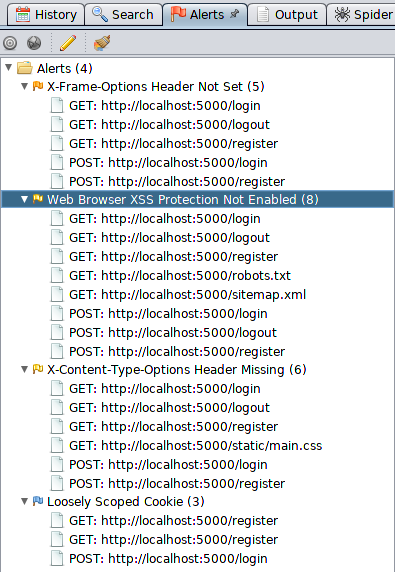 History Search Alerts Output Spider
Alerts (4)
X-Frame-Options Header Not Set (5)
GET: http://localhost:5000/login
GET: http://localhost:5000/logout
GET: http://localhost:5000/register
POST: http://localhost:5000/login
POST: http://localhost:5000/register
Web Browser XSS Protection Not Enabled (8)
GET: http://localhost:5000/login
GET: http://localhost:5000/logout
GET: http://localhost:5000/register
GET: http://localhost:5000/robots.txt
GET: http://localhost:5000/sitemap.xml
POST: http://localhost:5000/login
POST: http://localhost:5000/logout
POST: http://localhost:5000/register
X-Content-Type-Options Header Missing (6)
GET: http://localhost:5000/login
GET: http://localhost:5000/logout
GET: http://localhost:5000/register
GET: http://localhost:5000/static/main.css
POST: http://localhost:5000/login
POST: http://localhost:5000/register
Loosely Scoped Cookie (3)
GET: http://localhost:5000/register
GET: http://localhost:5000/register
POST: http://localhost:5000/login